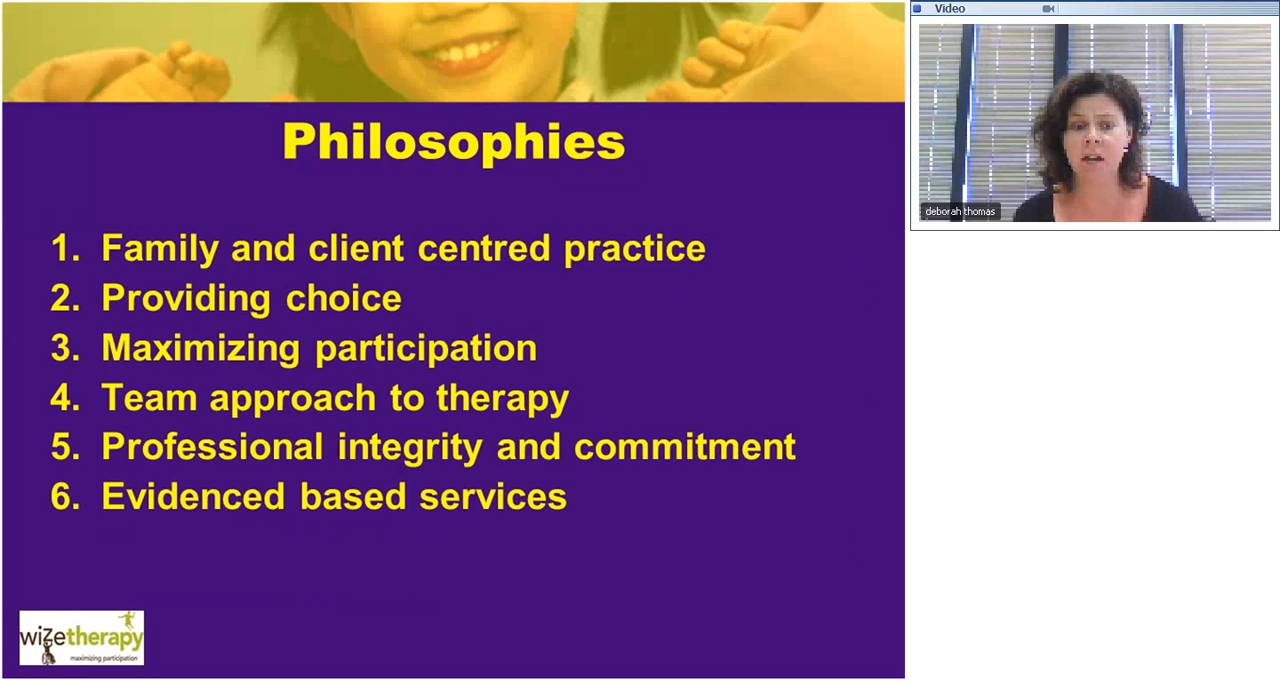 Video
deborah thomas
Philosophies
1. Family and client centred practice
2. Providing choice
3. Maximizing participation
4. Team approach to therapy
5. Professional integrity and commitment
6. Evidenced based services
wizetherapy
maximizing participation